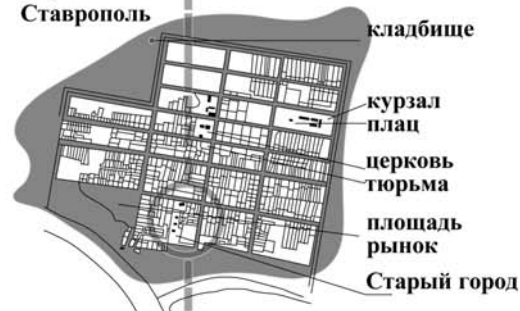 Ставрополь
кладбище
курзал
плац
церковь
тюрьма
площадь
рынок
Старый город